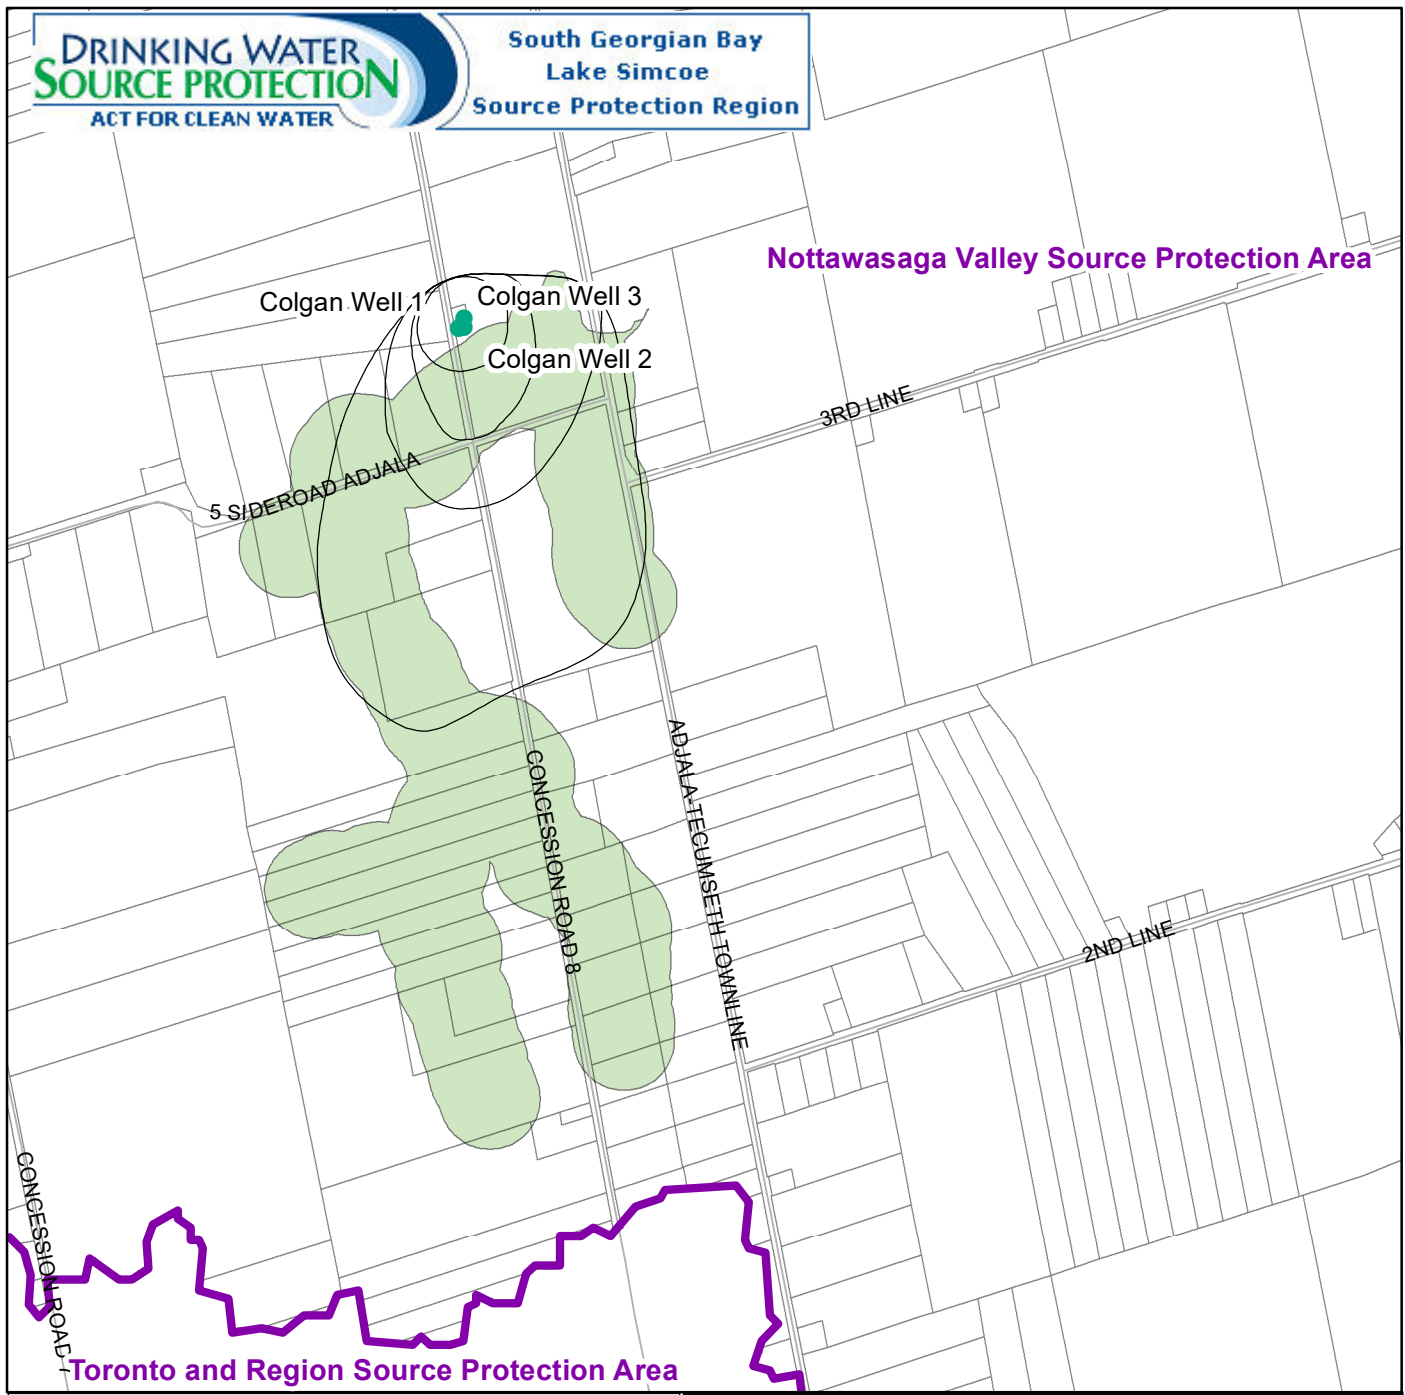 DRINKING WATER
SOURCE PROTECTION
ACT FOR CLEAN WATER
South Georgian Bay
Lake Simcoe
Source Protection Region
Nottawasaga Valley Source Protection Area
Colgan Well 1
Colgan Well 3
Colgan Well 2
3RD LINE
5 SIDEROAD ADJALA
ADJALA-TECUMSETH TOWNLINE
CONCESSION ROAD 8
2ND LINE
CONCESSION ROAD 7
Toronto and Region Source Protection Area